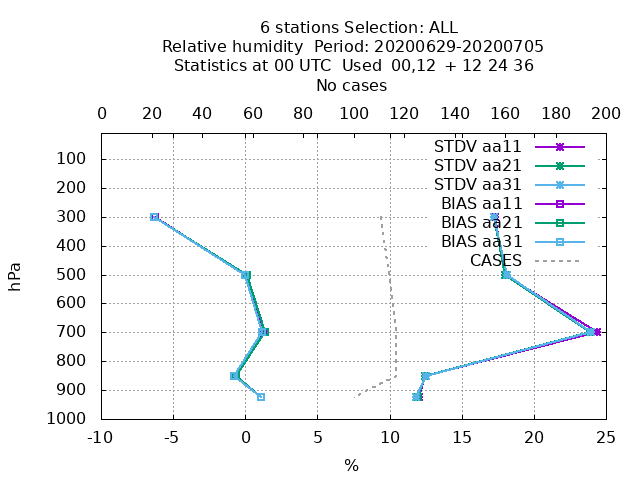 6 stations Selection: ALL
Relative humidity  Period: 20200629-20200705
Statistics at 00 UTC  Used  00,12  + 12 24 36
No cases
0 20 40 60 80 100 120 140 160 180 200
STDV aa11
STDV aa21
STDV aa31
BIAS aa11
BIAS aa21
BIAS aa31
CASES
100
200
300
400
500
600
700
800
900
1000
hPa
-10 -5 0 5 10 15 20 25
%